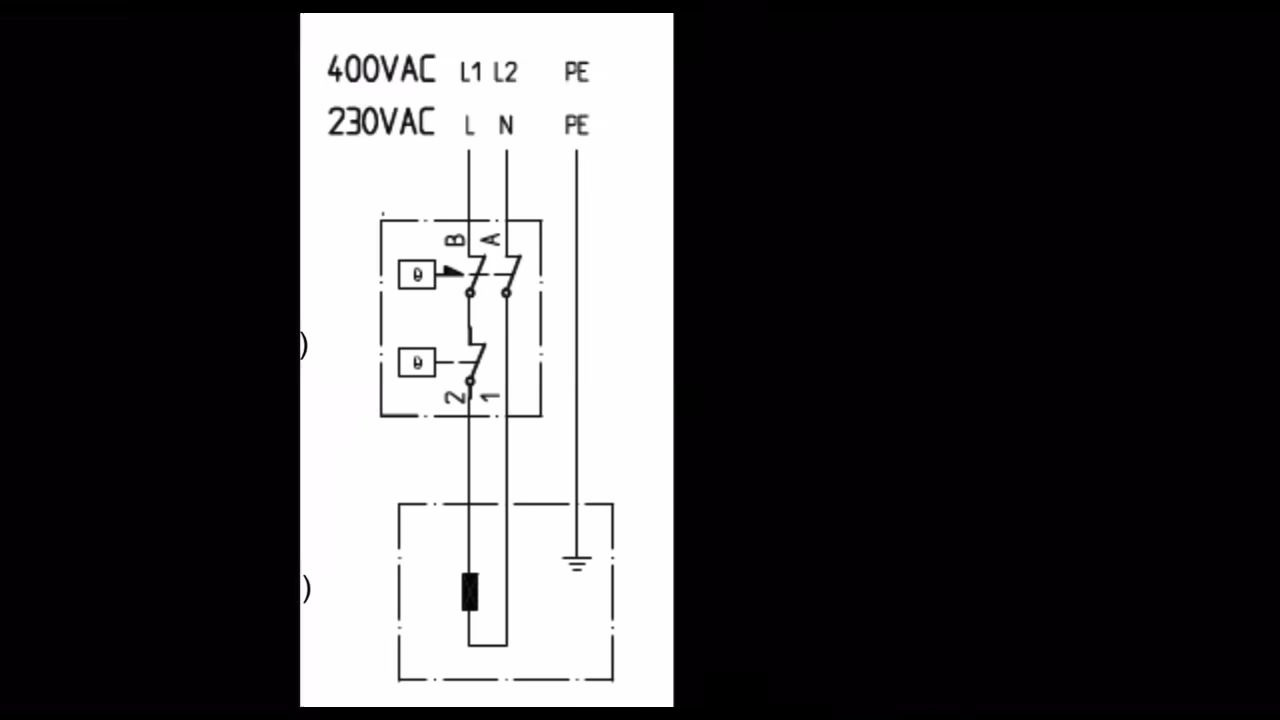 400VAC L1 L2 PE
230VAC L N PE
B A
θ
)
θ
2 1
)